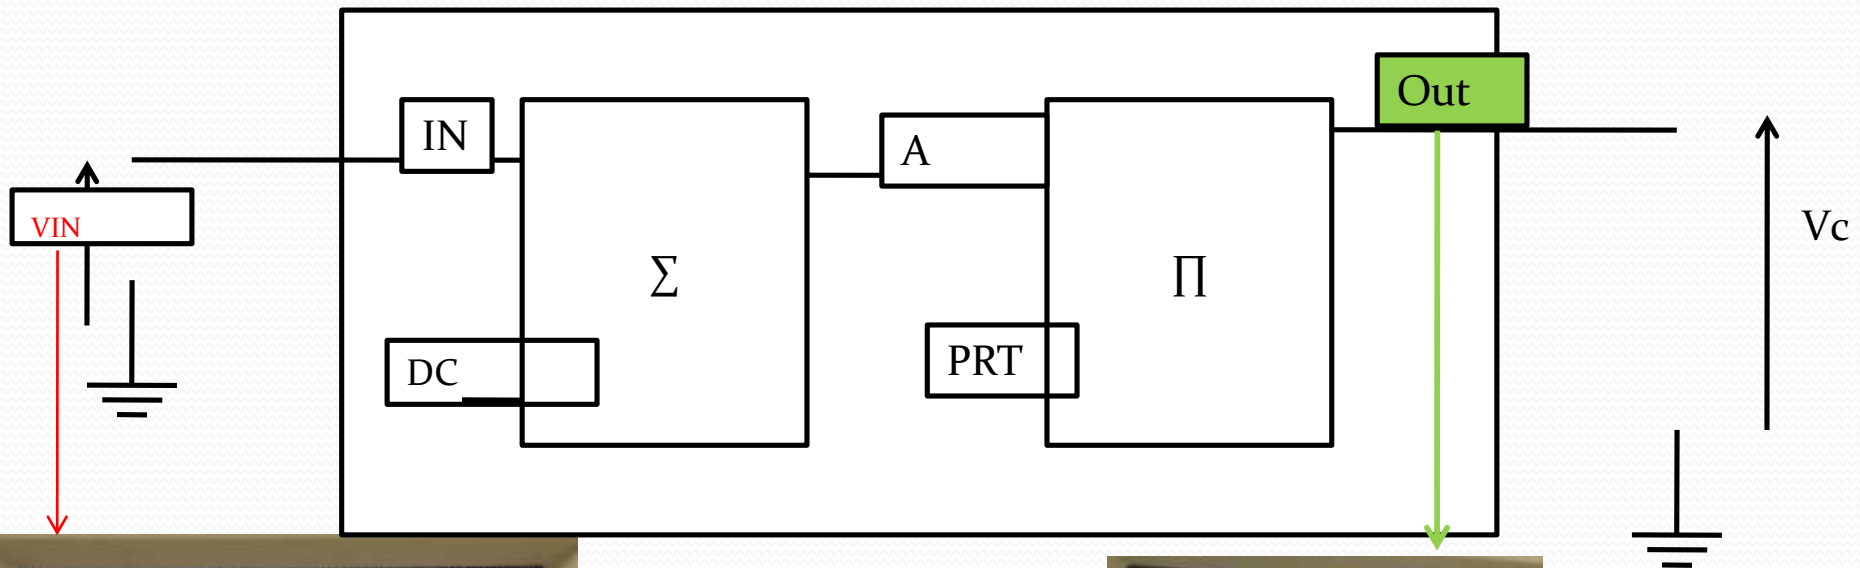 Out
IN
A
VIN
Vc
∑
∏
DC
PRT